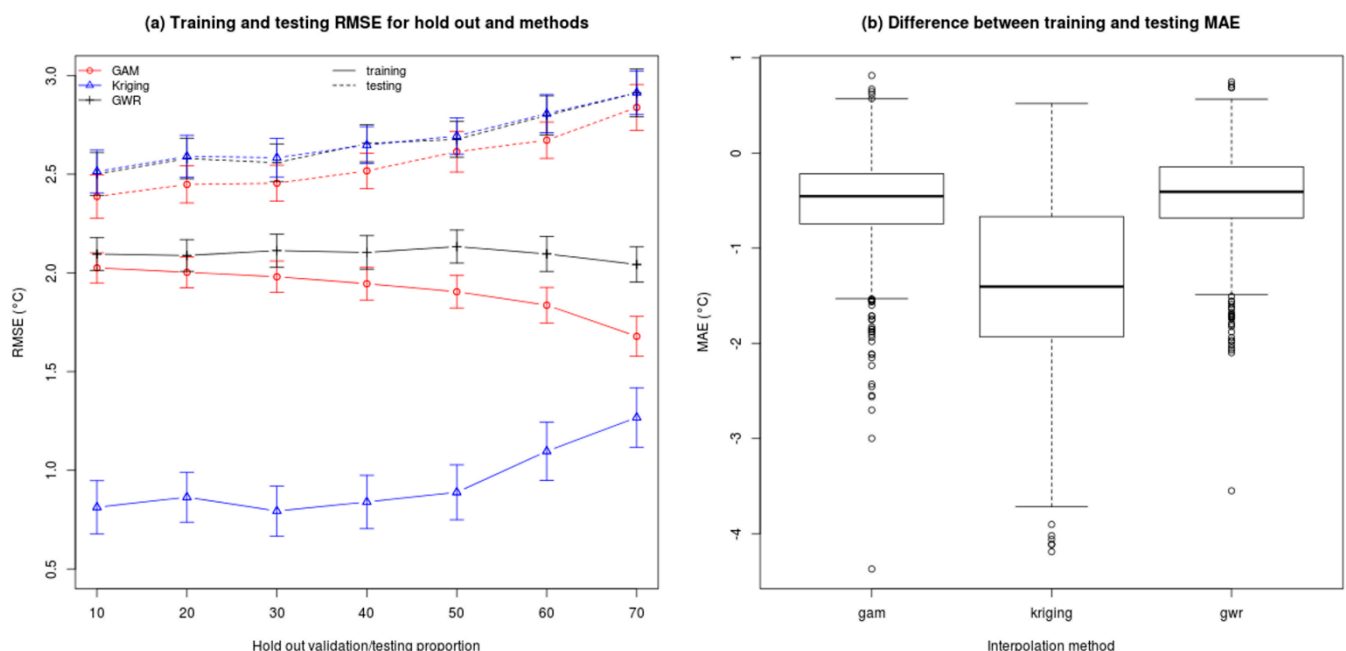 (a) Training and testing RMSE for hold out and methods
GAM
Kriging
GWR
training
testing
RMSE (°C)
3.0
2.5
2.0
1.5
1.0
0.5
10 20 30 40 50 60 70
Hold out validation/testing proportion
(b) Difference between training and testing MAE
MAE (°C)
1
0
-1
-2
-3
-4
gam kriging gwr
Interpolation method